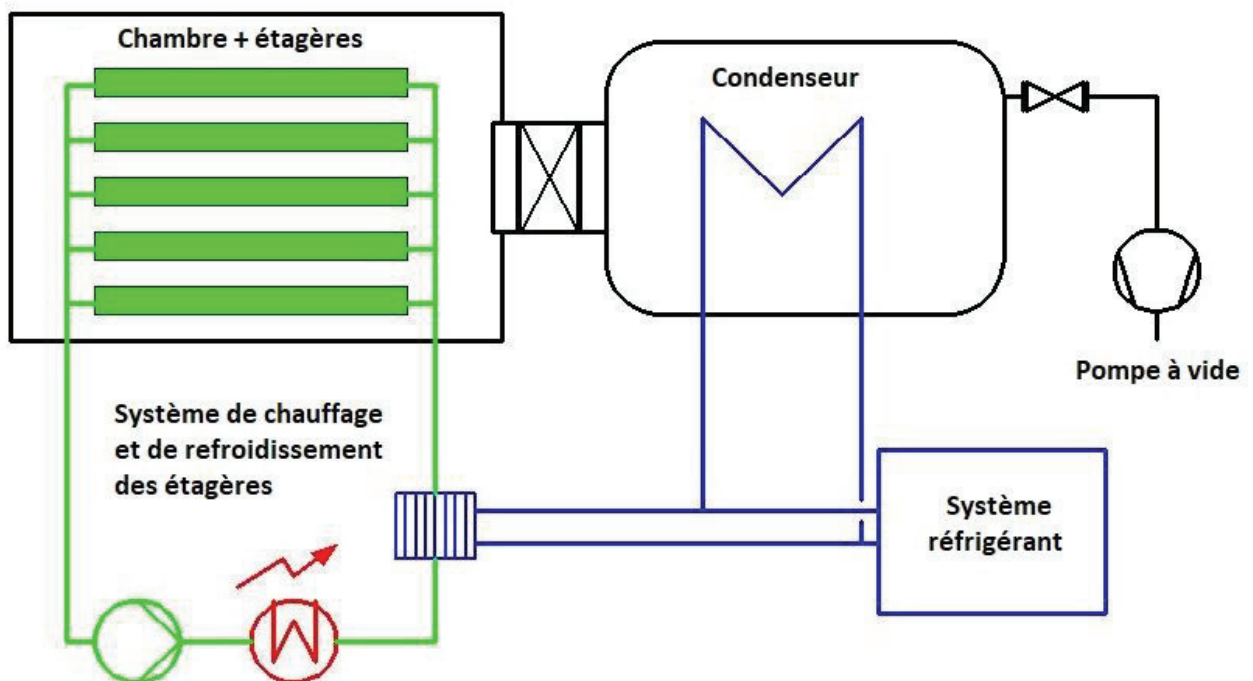 Chambre + étagères
Condenseur
Pompe à vide
Système de chauffage
et de refroidissement
des étagères
Système
réfrigérant